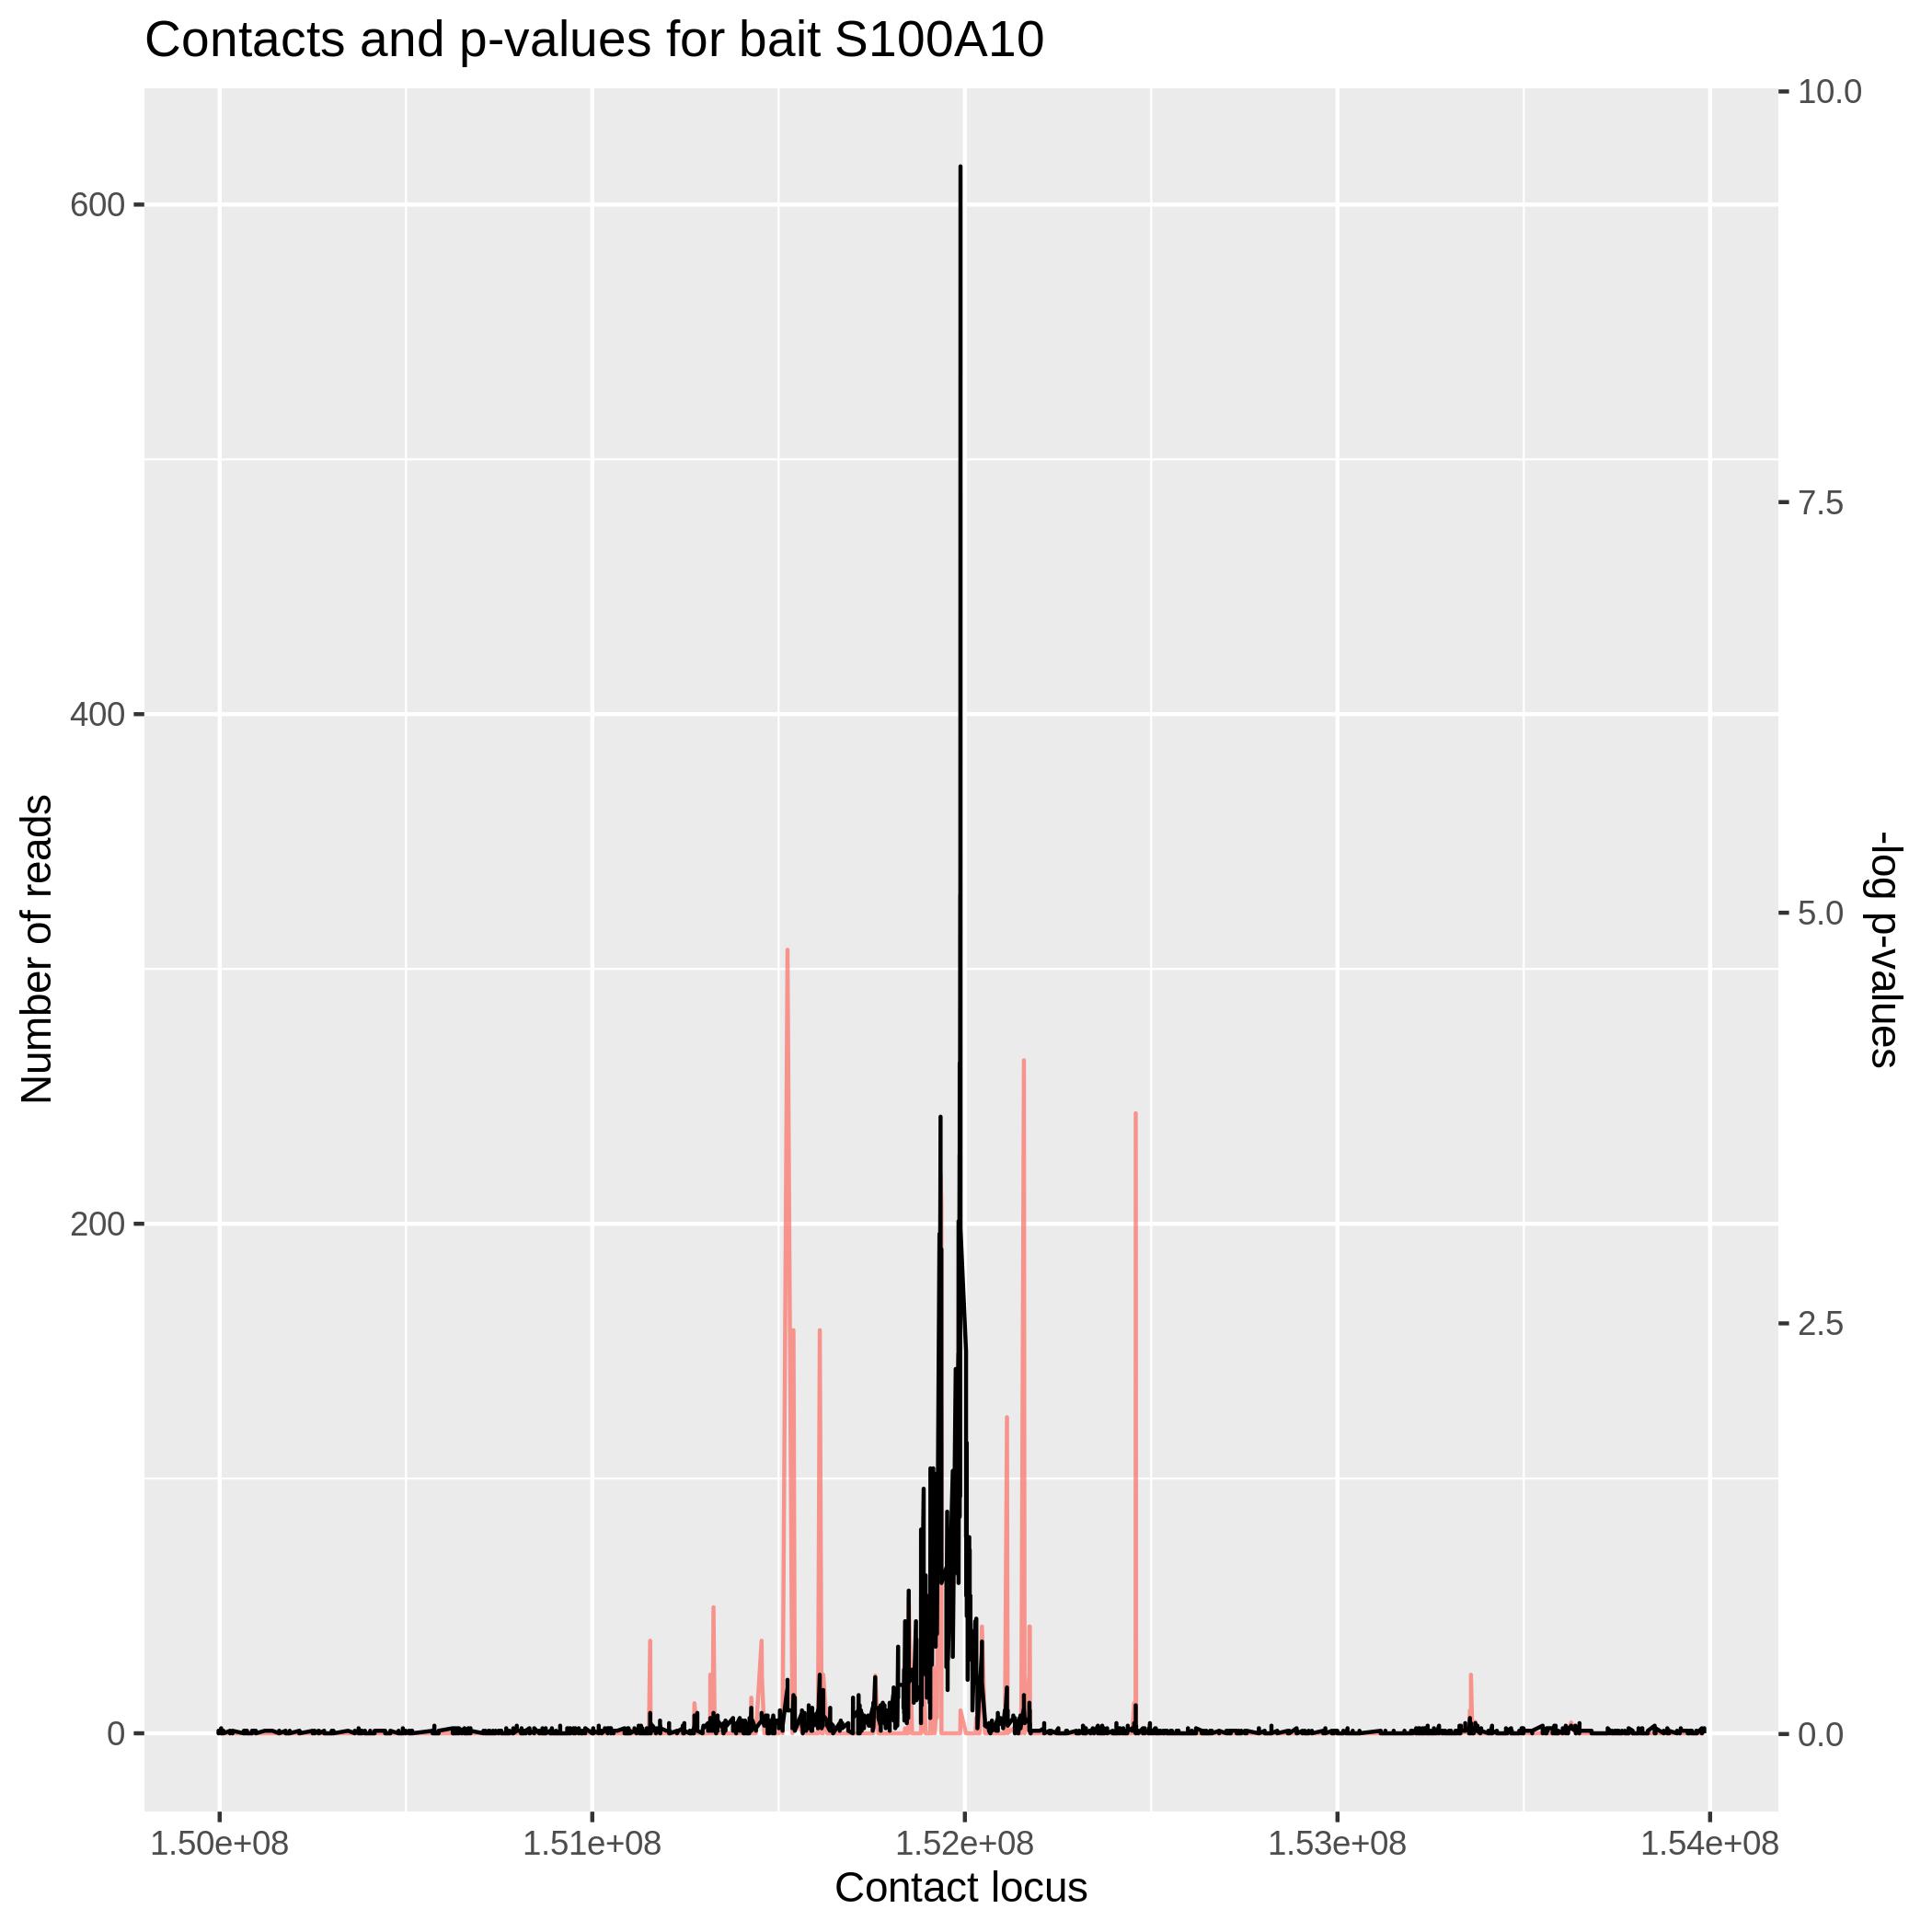 Contacts and p-values for bait S100A10
10.0
600
7.5
400
5.0
Number of reads
-log p-values
200
2.5
0
0.0
1.50e+08 1.51e+08 1.52e+08 1.53e+08 1.54e+08
Contact locus